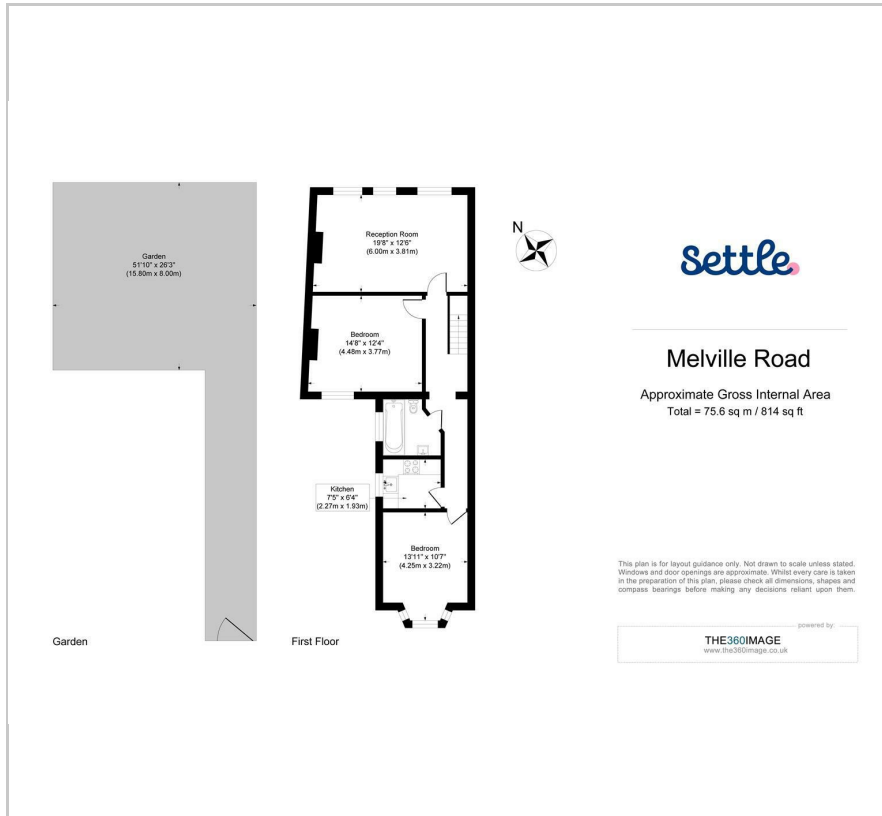 Garden
51'10" x 26'3"
(15.80m x 8.00m)
Garden
Reception Room
19'8" x 12'6"
(6.00m x 3.81m)
Bedroom
14'8" x 12'4"
(4.48m x 3.77m)
Kitchen
7'5" x 6'4"
(2.27m x 1.93m)
Bedroom
13'11" x 10'7"
(4.25m x 3.22m)
First Floor
N
Settle
Melville Road
Approximate Gross Internal Area
Total = 75.6 sq m / 814 sq ft
This plan is for layout guidance only. Not drawn to scale unless stated.
Windows and door openings are approximate. Whilst every care is taken
in the preparation of this plan, please check all dimensions, shapes and
compass bearings before making any decisions reliant upon them.
powered by:
THE360IMAGE
www.the360image.co.uk